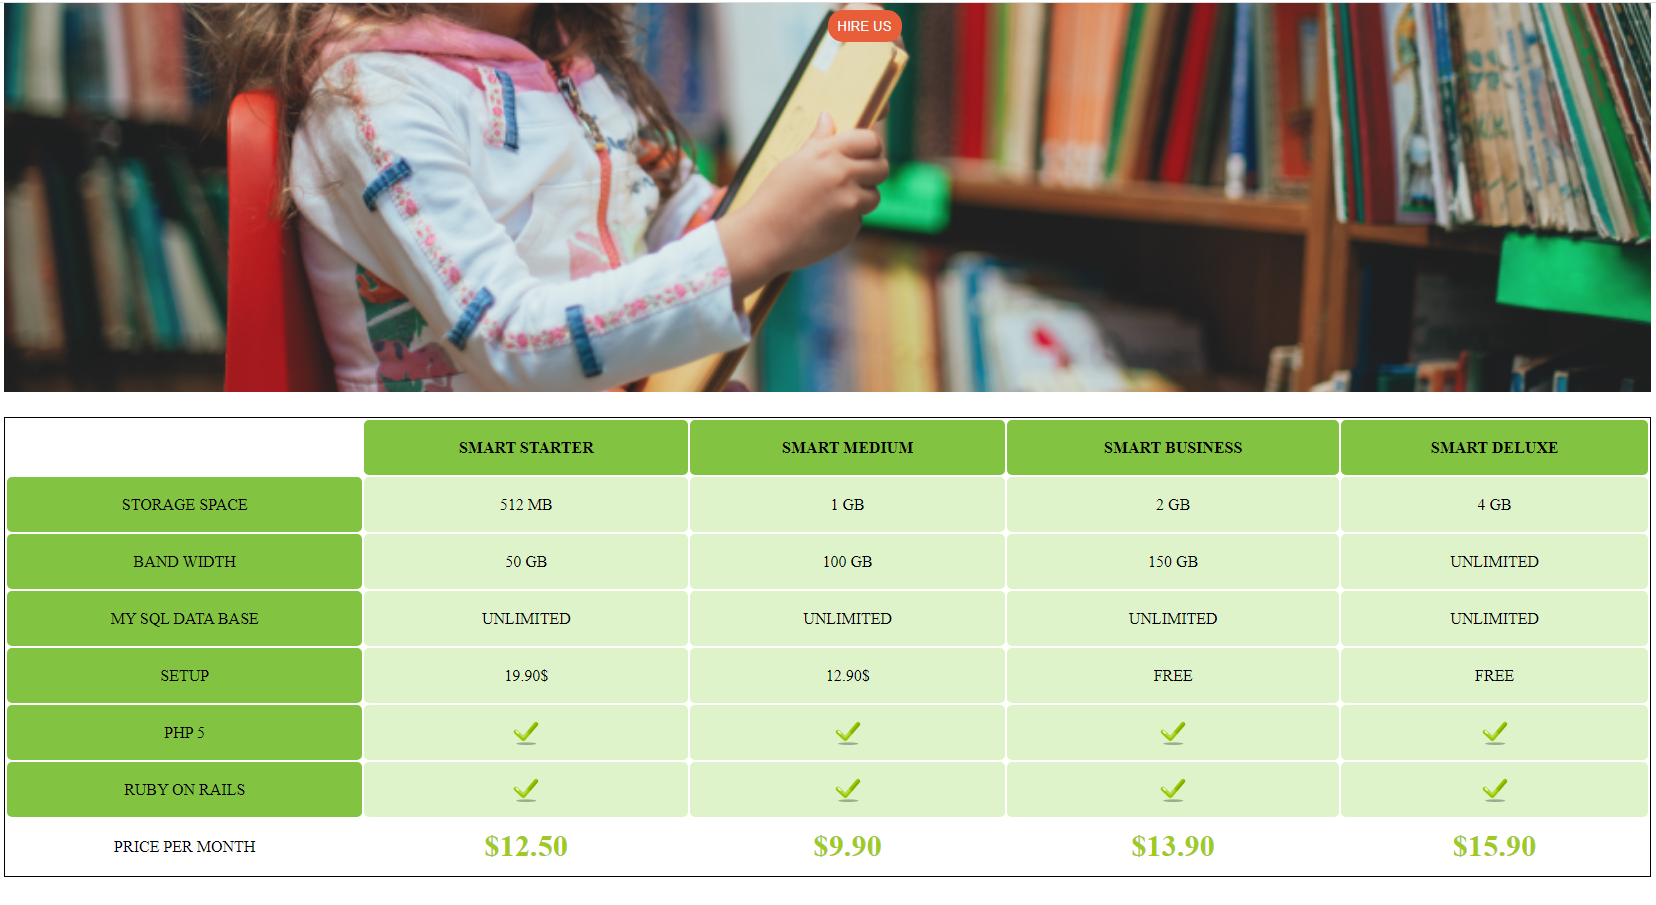 HIRE US
SMART STARTER SMART MEDIUM SMART BUSINESS SMART DELUXE
STORAGE SPACE 512 MB 1 GB 2 GB 4 GB
BAND WIDTH 50 GB 100 GB 150 GB UNLIMITED
MY SQL DATA BASE UNLIMITED UNLIMITED UNLIMITED UNLIMITED
SETUP 19.90$ 12.90$ FREE FREE
PHP 5
RUBY ON RAILS
PRICE PER MONTH $12.50 $9.90 $13.90 $15.90